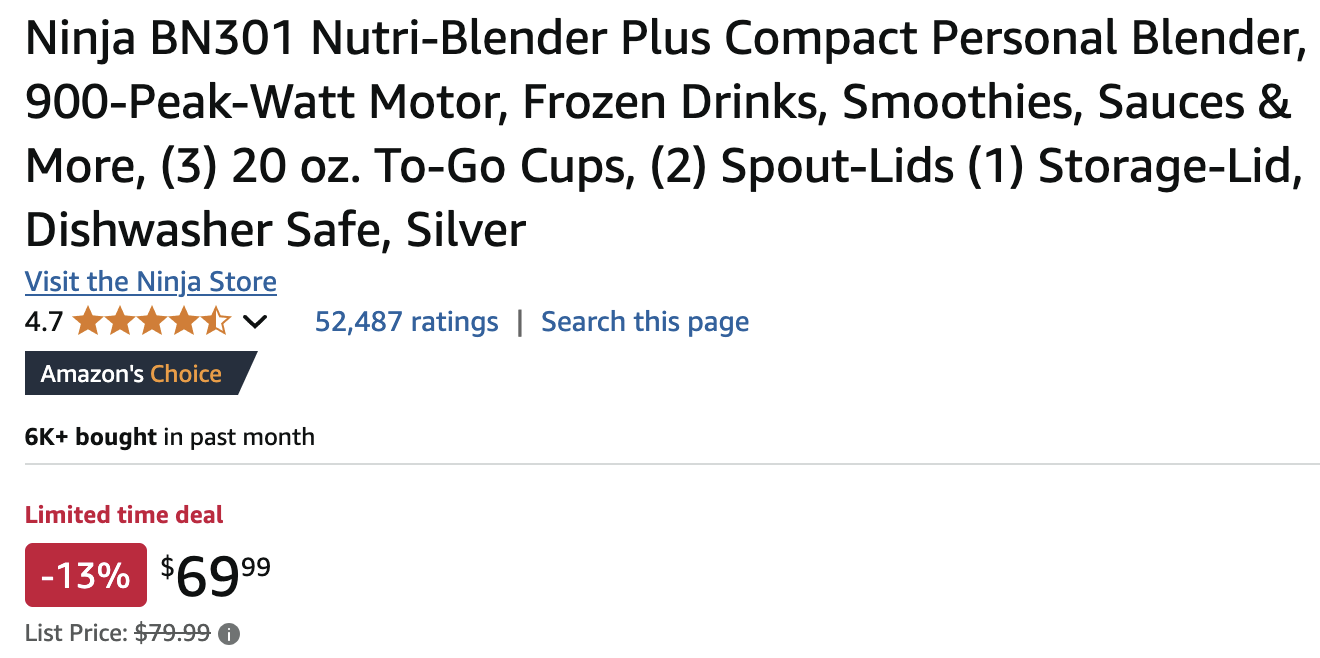 Ninja BN301 Nutri-Blender Plus Compact Personal Blender,
900-Peak-Watt Motor, Frozen Drinks, Smoothies, Sauces &
More, (3) 20 oz. To-Go Cups, (2) Spout-Lids (1) Storage-Lid,
Dishwasher Safe, Silver
Visit the Ninja Store
4.7 52,487 ratings | Search this page
Amazon's Choice
6K+ bought in past month
Limited time deal
-13% $69.99
List Price: $79.99